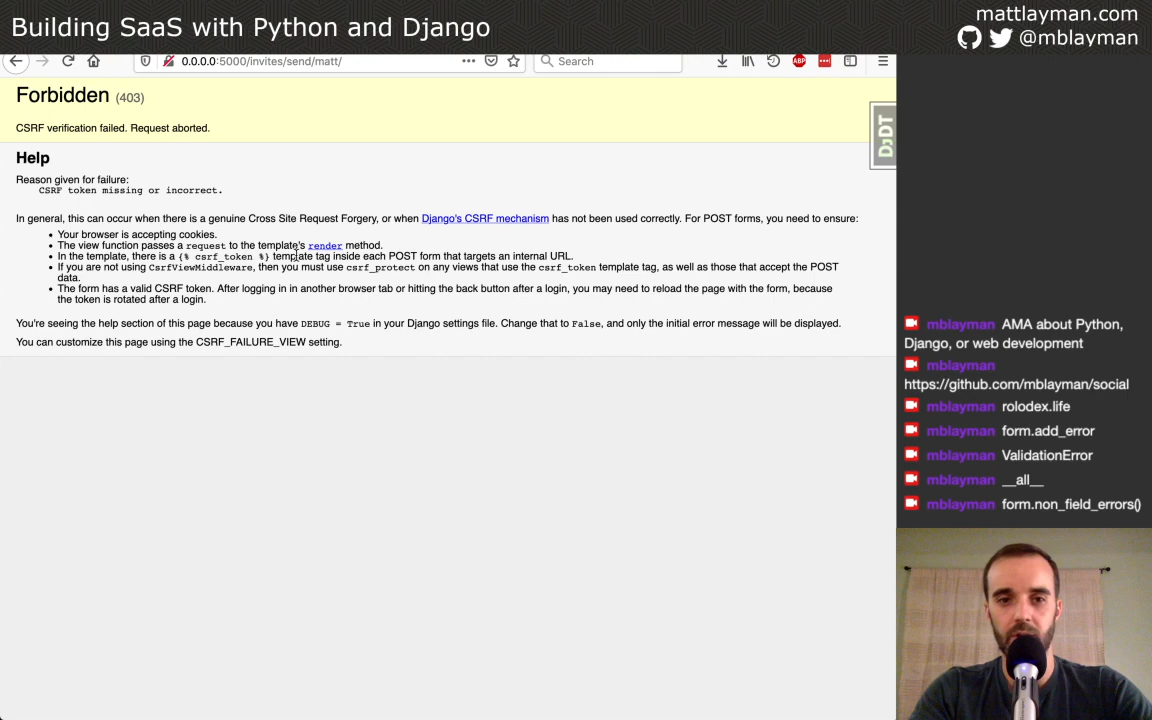 Building SaaS with Python and Django
mattlayman.com
@mblayman
0.0.0.0:5000/invites/send/matt/
Search
ABP
Forbidden (403)
CSRF verification failed. Request aborted.
DJDT
Help
Reason given for failure:
CSRF token missing or incorrect.
In general, this can occur when there is a genuine Cross Site Request Forgery, or when Django's CSRF mechanism has not been used correctly. For POST forms, you need to ensure:
Your browser is accepting cookies.
The view function passes a request to the template's render method.
In the template, there is a {% csrf_token %} template tag inside each POST form that targets an internal URL.
If you are not using CsrfViewMiddleware, then you must use csrf_protect on any views that use the csrf_token template tag, as well as those that accept the POST
data.
The form has a valid CSRF token. After logging in in another browser tab or hitting the back button after a login, you may need to reload the page with the form, because
the token is rotated after a login.
You're seeing the help section of this page because you have DEBUG = True in your Django settings file. Change that to False, and only the initial error message will be displayed.
You can customize this page using the CSRF_FAILURE_VIEW setting.
mblayman AMA about Python,
Django, or web development
mblayman
https://github.com/mblayman/social
mblayman rolodex.life
mblayman form.add_error
mblayman ValidationError
mblayman __all__
mblayman form.non_field_errors()